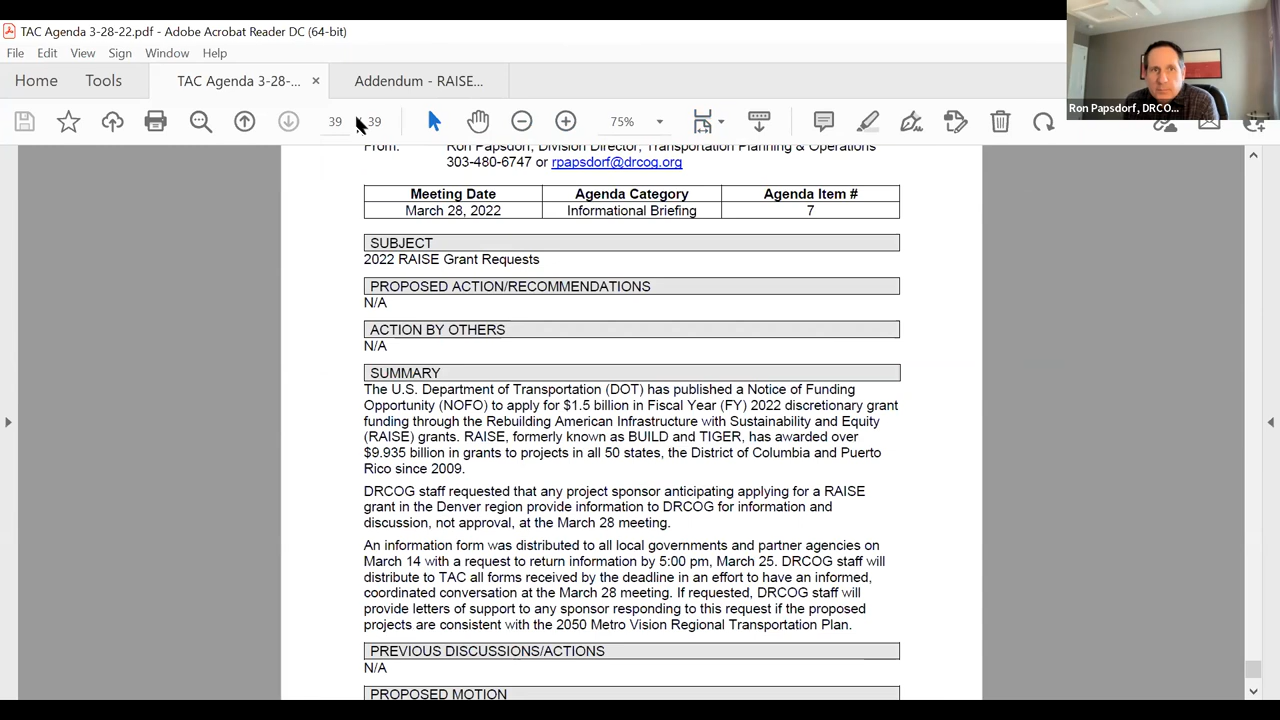 TAC Agenda 3-28-22.pdf - Adobe Acrobat Reader DC (64-bit)
File Edit View Sign Window Help
Home Tools TAC Agenda 3-28-... × Addendum - RAISE...
Ron Papsdorf, DRCO...
39 75%
From: Ron Papsdorf, Division Director, Transportation Planning & Operations
303-480-6747 or rpapsdorf@drcog.org
Meeting Date Agenda Category Agenda Item #
March 28, 2022 Informational Briefing 7
SUBJECT
2022 RAISE Grant Requests
PROPOSED ACTION/RECOMMENDATIONS
N/A
ACTION BY OTHERS
N/A
SUMMARY
The U.S. Department of Transportation (DOT) has published a Notice of Funding
Opportunity (NOFO) to apply for $1.5 billion in Fiscal Year (FY) 2022 discretionary grant
funding through the Rebuilding American Infrastructure with Sustainability and Equity
(RAISE) grants. RAISE, formerly known as BUILD and TIGER, has awarded over
$9.935 billion in grants to projects in all 50 states, the District of Columbia and Puerto
Rico since 2009.
DRCOG staff requested that any project sponsor anticipating applying for a RAISE
grant in the Denver region provide information to DRCOG for information and
discussion, not approval, at the March 28 meeting.
An information form was distributed to all local governments and partner agencies on
March 14 with a request to return information by 5:00 pm, March 25. DRCOG staff will
distribute to TAC all forms received by the deadline in an effort to have an informed,
coordinated conversation at the March 28 meeting. If requested, DRCOG staff will
provide letters of support to any sponsor responding to this request if the proposed
projects are consistent with the 2050 Metro Vision Regional Transportation Plan.
PREVIOUS DISCUSSIONS/ACTIONS
N/A
PROPOSED MOTION